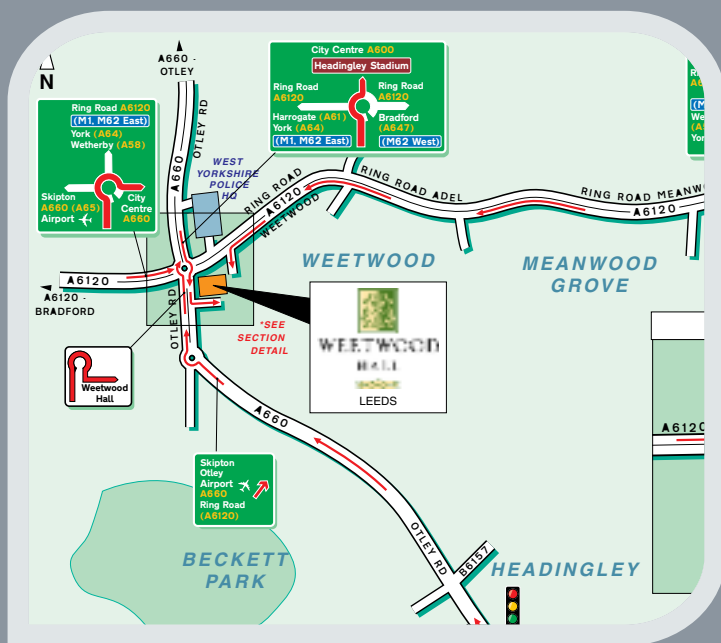 N
A660 -
OTLEY
OTLEY RD
A660
Ring Road A6120
(M1, M62 East)
York (A64)
Wetherby (A58)
Skipton
A660 (A65)
Airport
City
Centre
A660
City Centre A600
Headingley Stadium
Ring Road
A6120
Harrogate (A61)
York (A64)
(M1, M62 East)
Ring Road
A6120
Bradford
(A647)
(M62 West)
WEST
YORKSHIRE
POLICE
HQ
RING ROAD
A6120
WEETWOOD
RING ROAD ADEL
RING ROAD MEANW
A6120
A6120
A6120 -
BRADFORD
WEETWOOD
MEANWOOD
GROVE
OTLEY RD
*SEE
SECTION
DETAIL
WEETWOOD
HALL
LEEDS
Weetwood
Hall
A660
Skipton
Otley
Airport
A660
Ring Road
(A6120)
A6120
BECKETT
PARK
OTLEY RD
B6157
HEADINGLEY